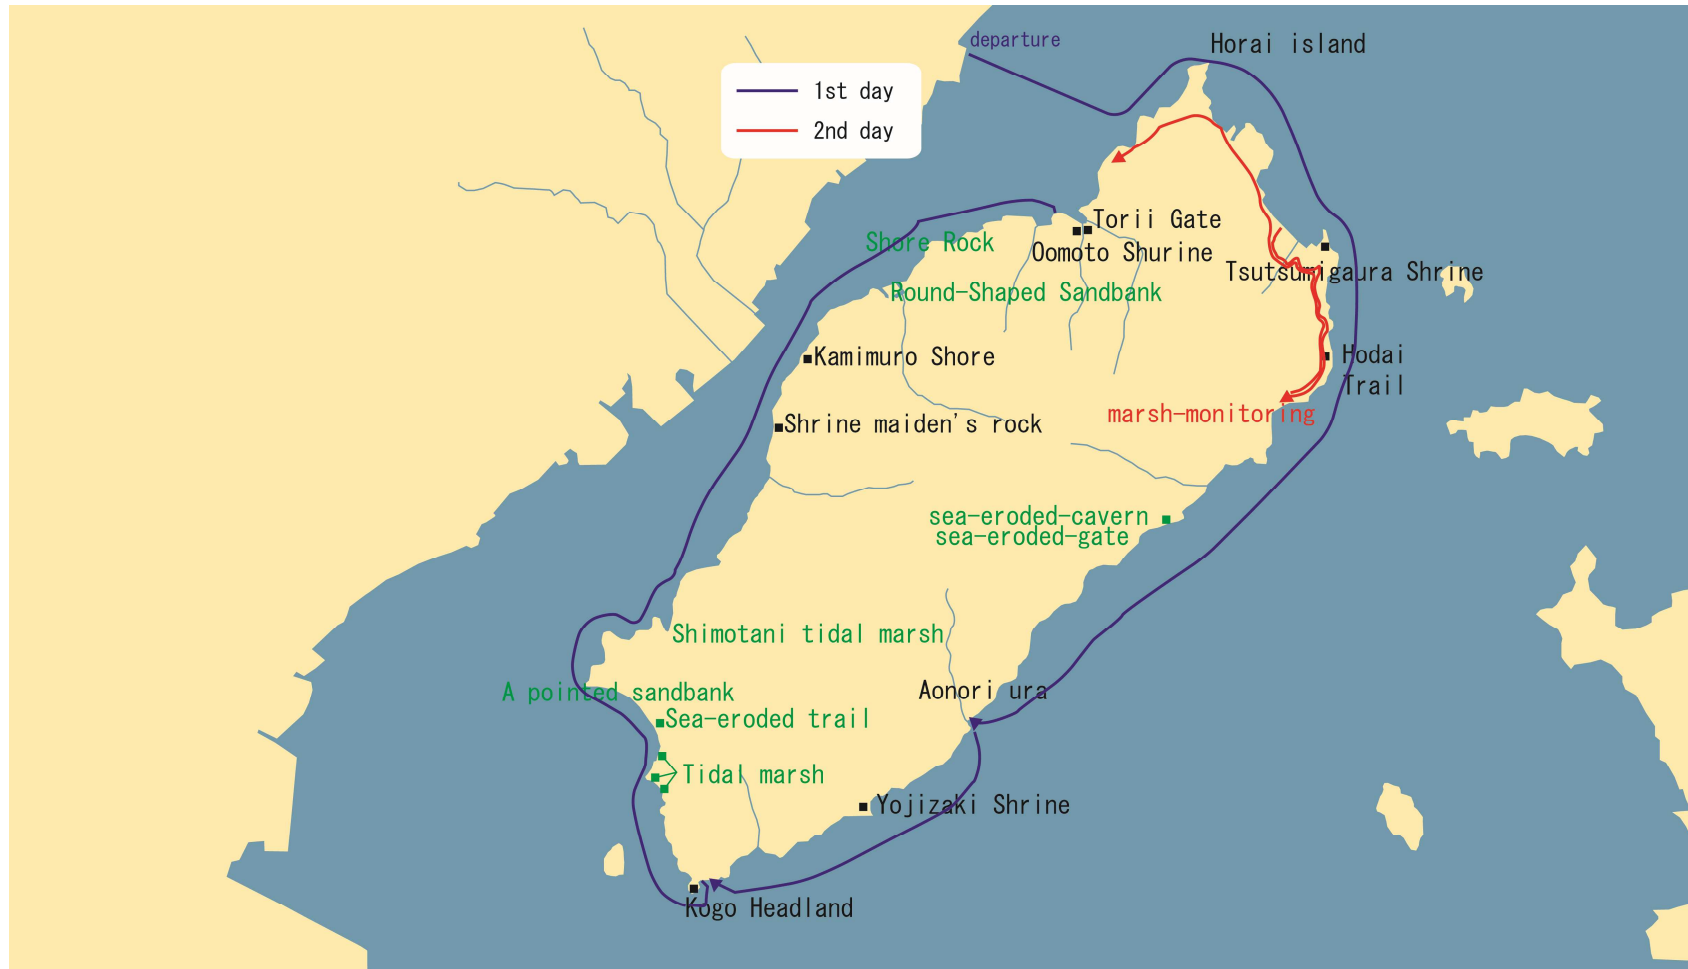 departure
Horai island
1st day
2nd day
Torii Gate
Shore Rock
Oomoto Shurine
Tsutsumigaura Shrine
Round-Shaped Sandbank
Kamimuro Shore
Hodai
Trail
marsh-monitoring
Shrine maiden's rock
sea-eroded-cavern
sea-eroded-gate
Shimotani tidal marsh
A pointed sandbank
Aonori ura
Sea-eroded trail
Tidal marsh
Yojizaki Shrine
Kogo Headland